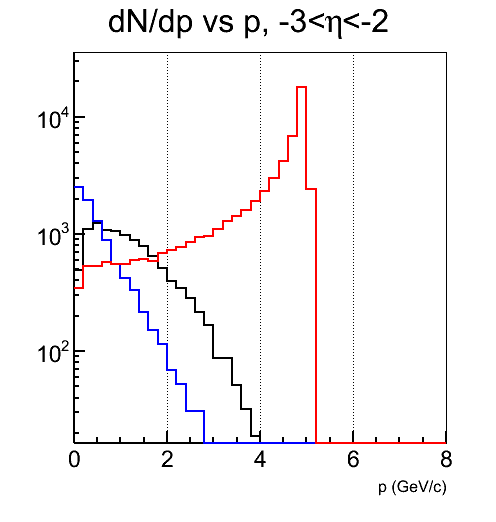 dN/dp vs p, -3<η<-2
10⁴
10³
10²
0 2 4 6 8
p (GeV/c)